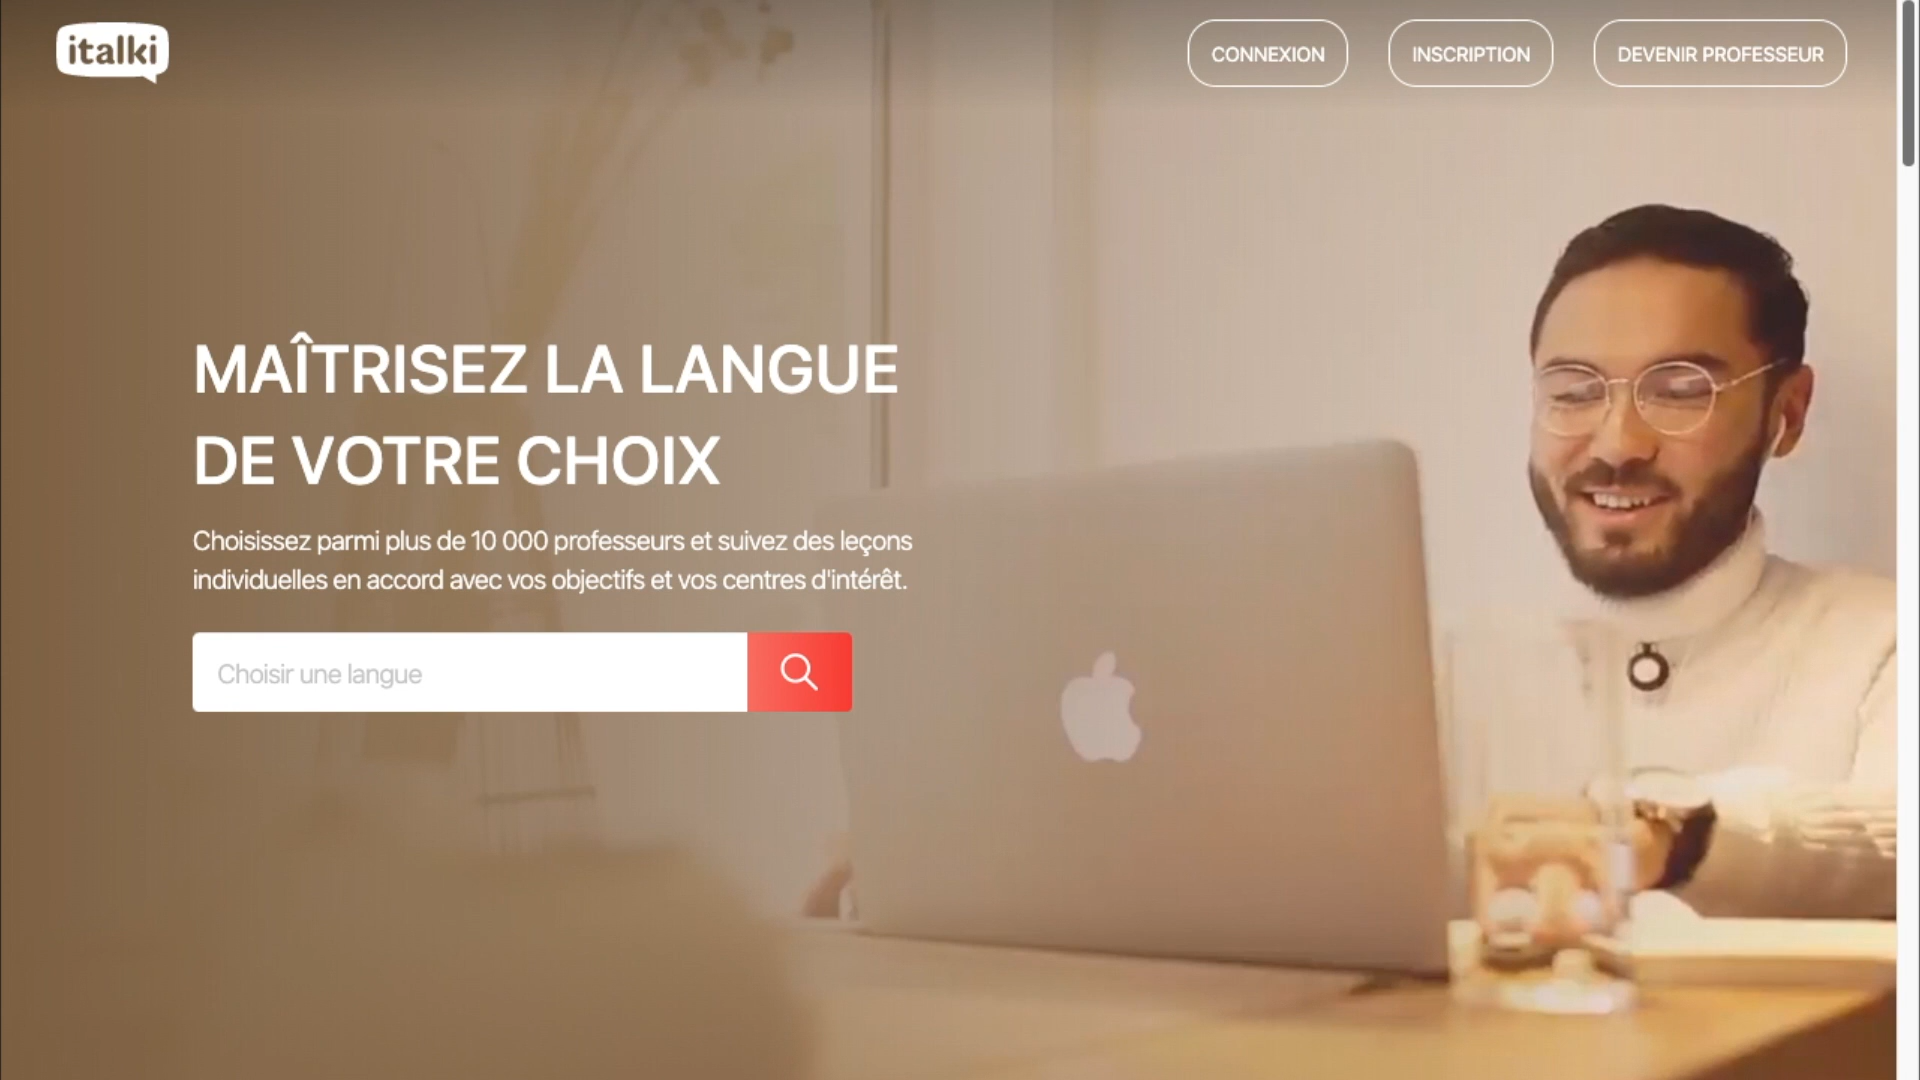 italki
CONNEXION
INSCRIPTION
DEVENIR PROFESSEUR
MAÎTRISEZ LA LANGUE
DE VOTRE CHOIX
Choisissez parmi plus de 10 000 professeurs et suivez des leçons
individuelles en accord avec vos objectifs et vos centres d'intérêt.
Choisir une langue